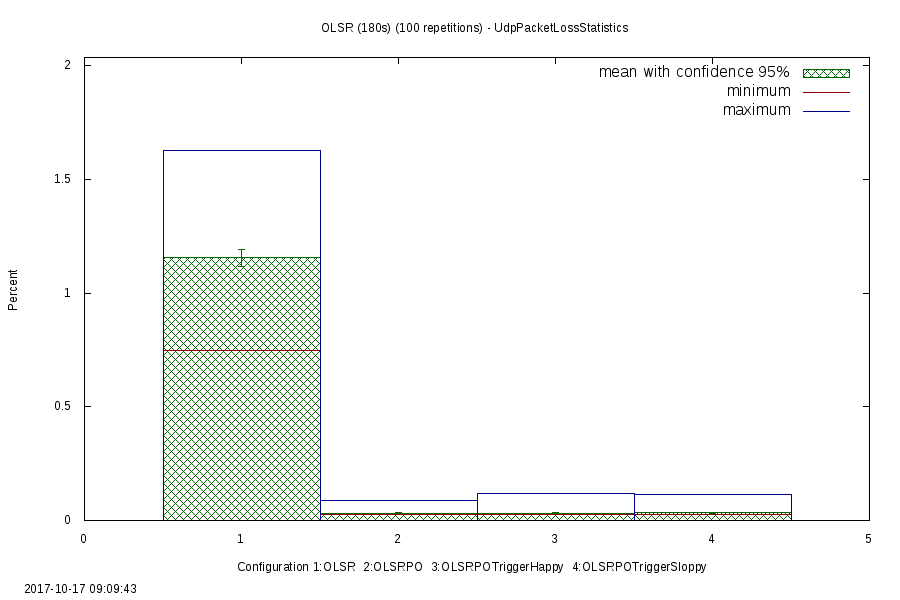 OLSR (180s) (100 repetitions) - UdpPacketLossStatistics
mean with confidence 95%
minimum
maximum
2
1.5
1
0.5
0
Percent
0 1 2 3 4 5
Configuration 1:OLSR 2:OLSRPO 3:OLSRPOTriggerHappy 4:OLSRPOTriggerSloppy
2017-10-17 09:09:43